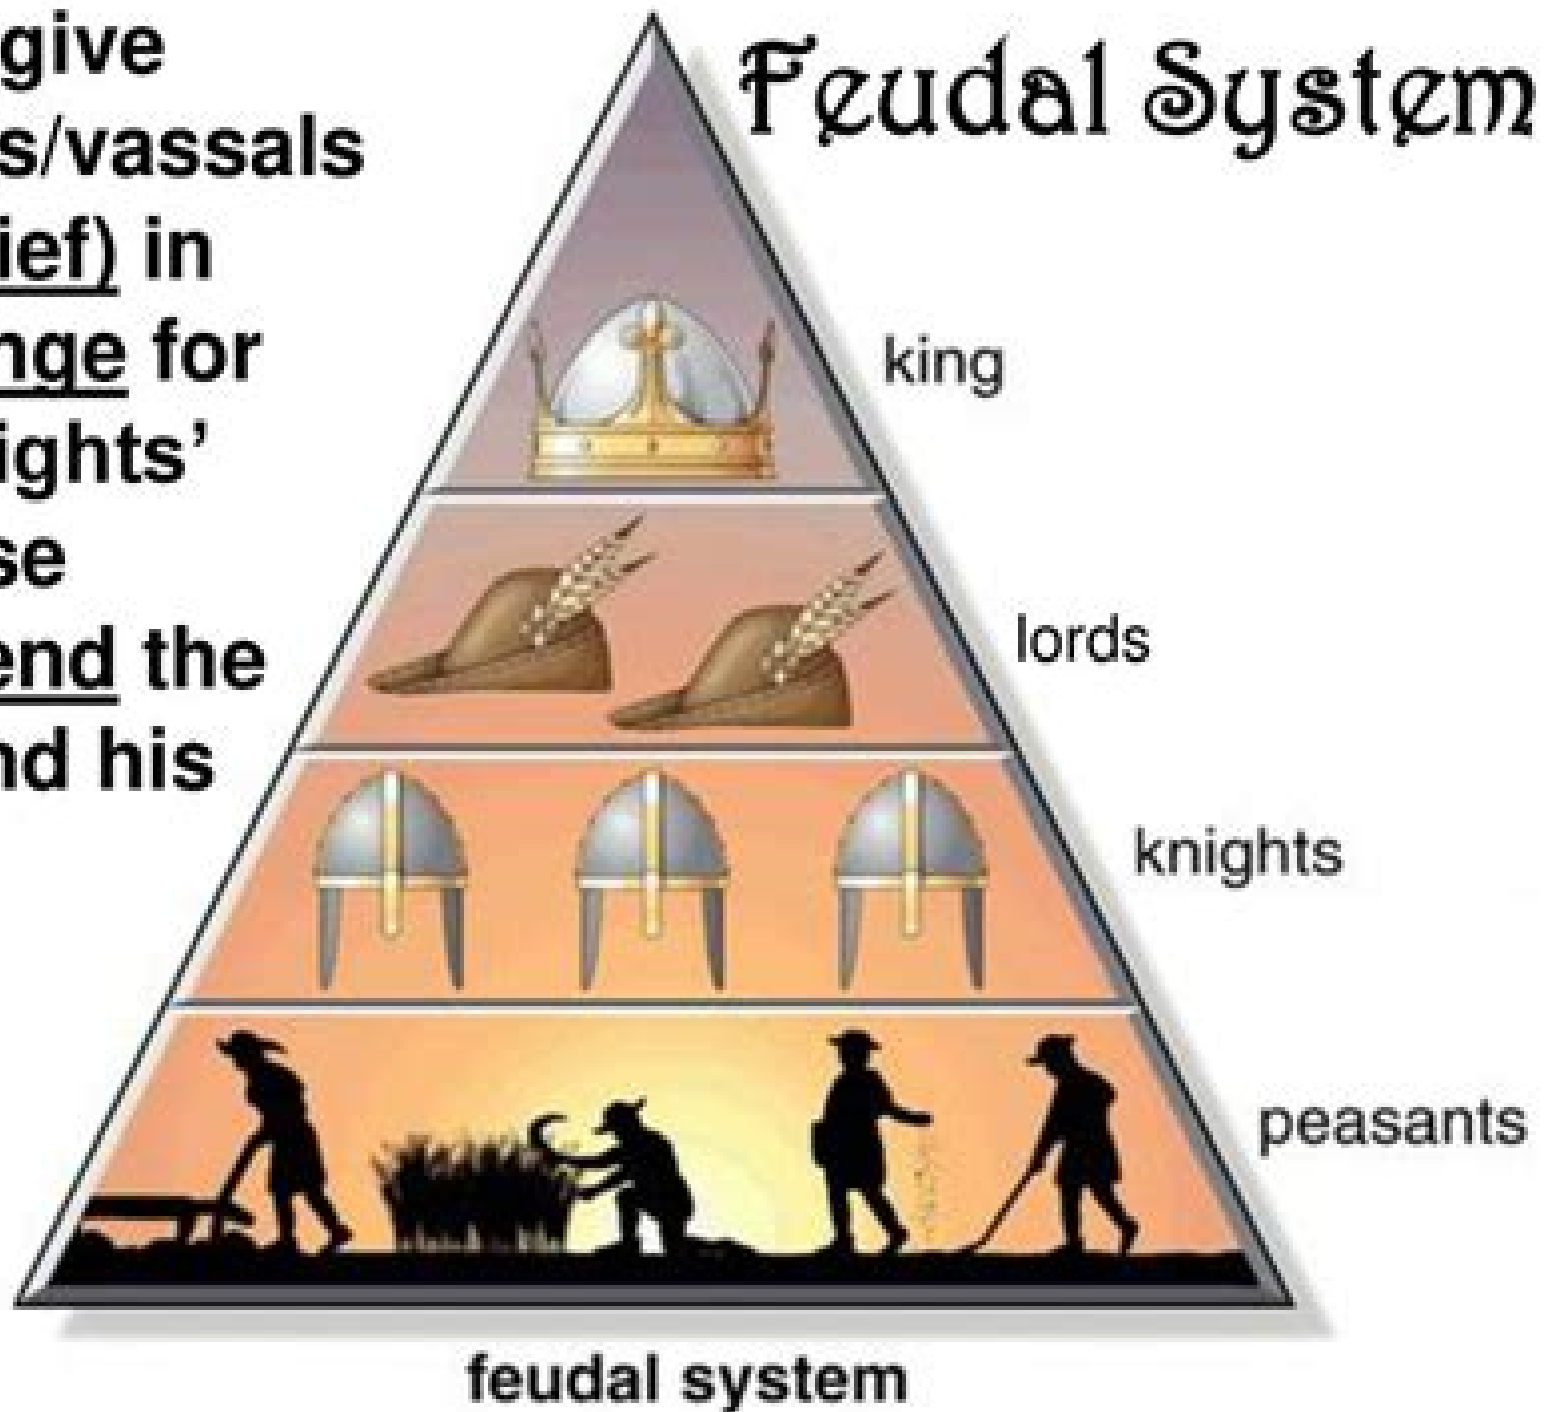 give
s/vassals
ief) in
nge for
ights’
se
end the
nd his
Feudal System
king
lords
knights
peasants
feudal system